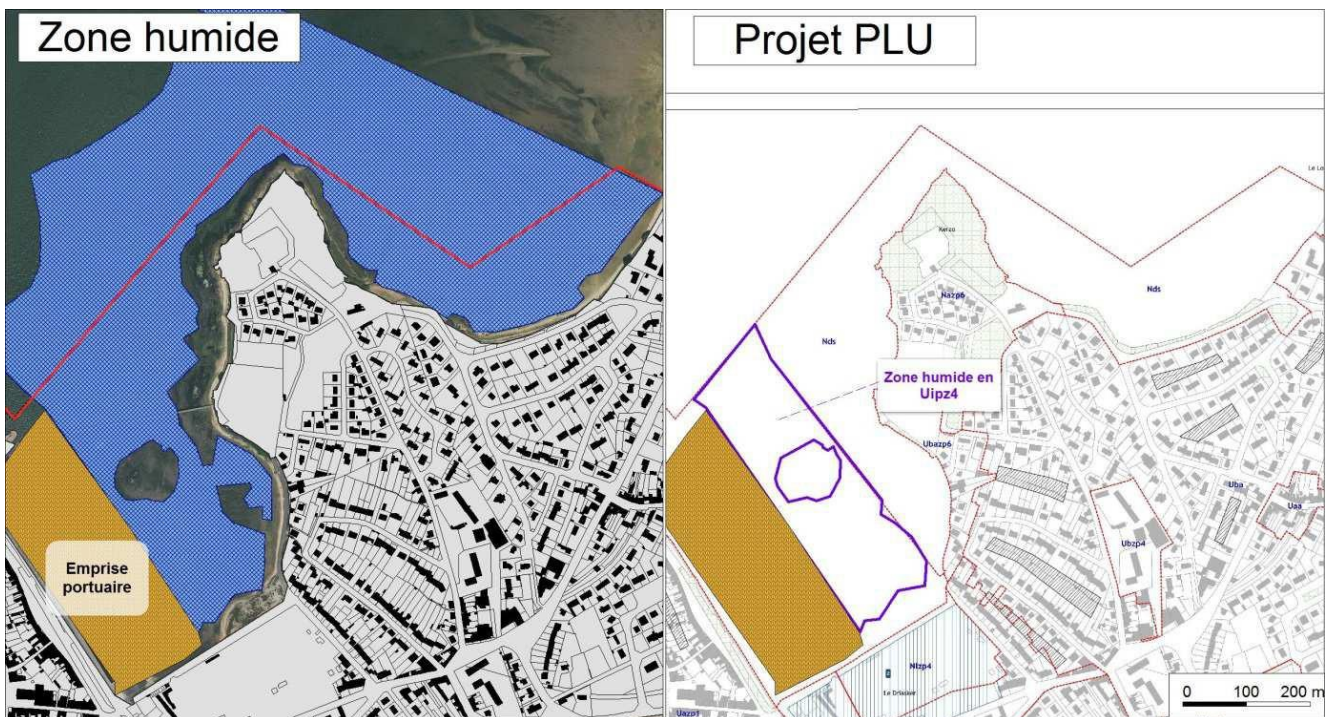 Zone humide
Emprise
portuaire
Projet PLU
Le Lo
Kerzo
Nazp6
Nds
Nds
Zone humide en
Uipz4
Ubazp6
Uba
Uaa
Ubzp4
Nlzp4
Le Driasker
Uazp1
0 100 200 m